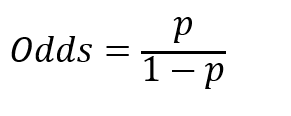 Odds = p / (1 − p)